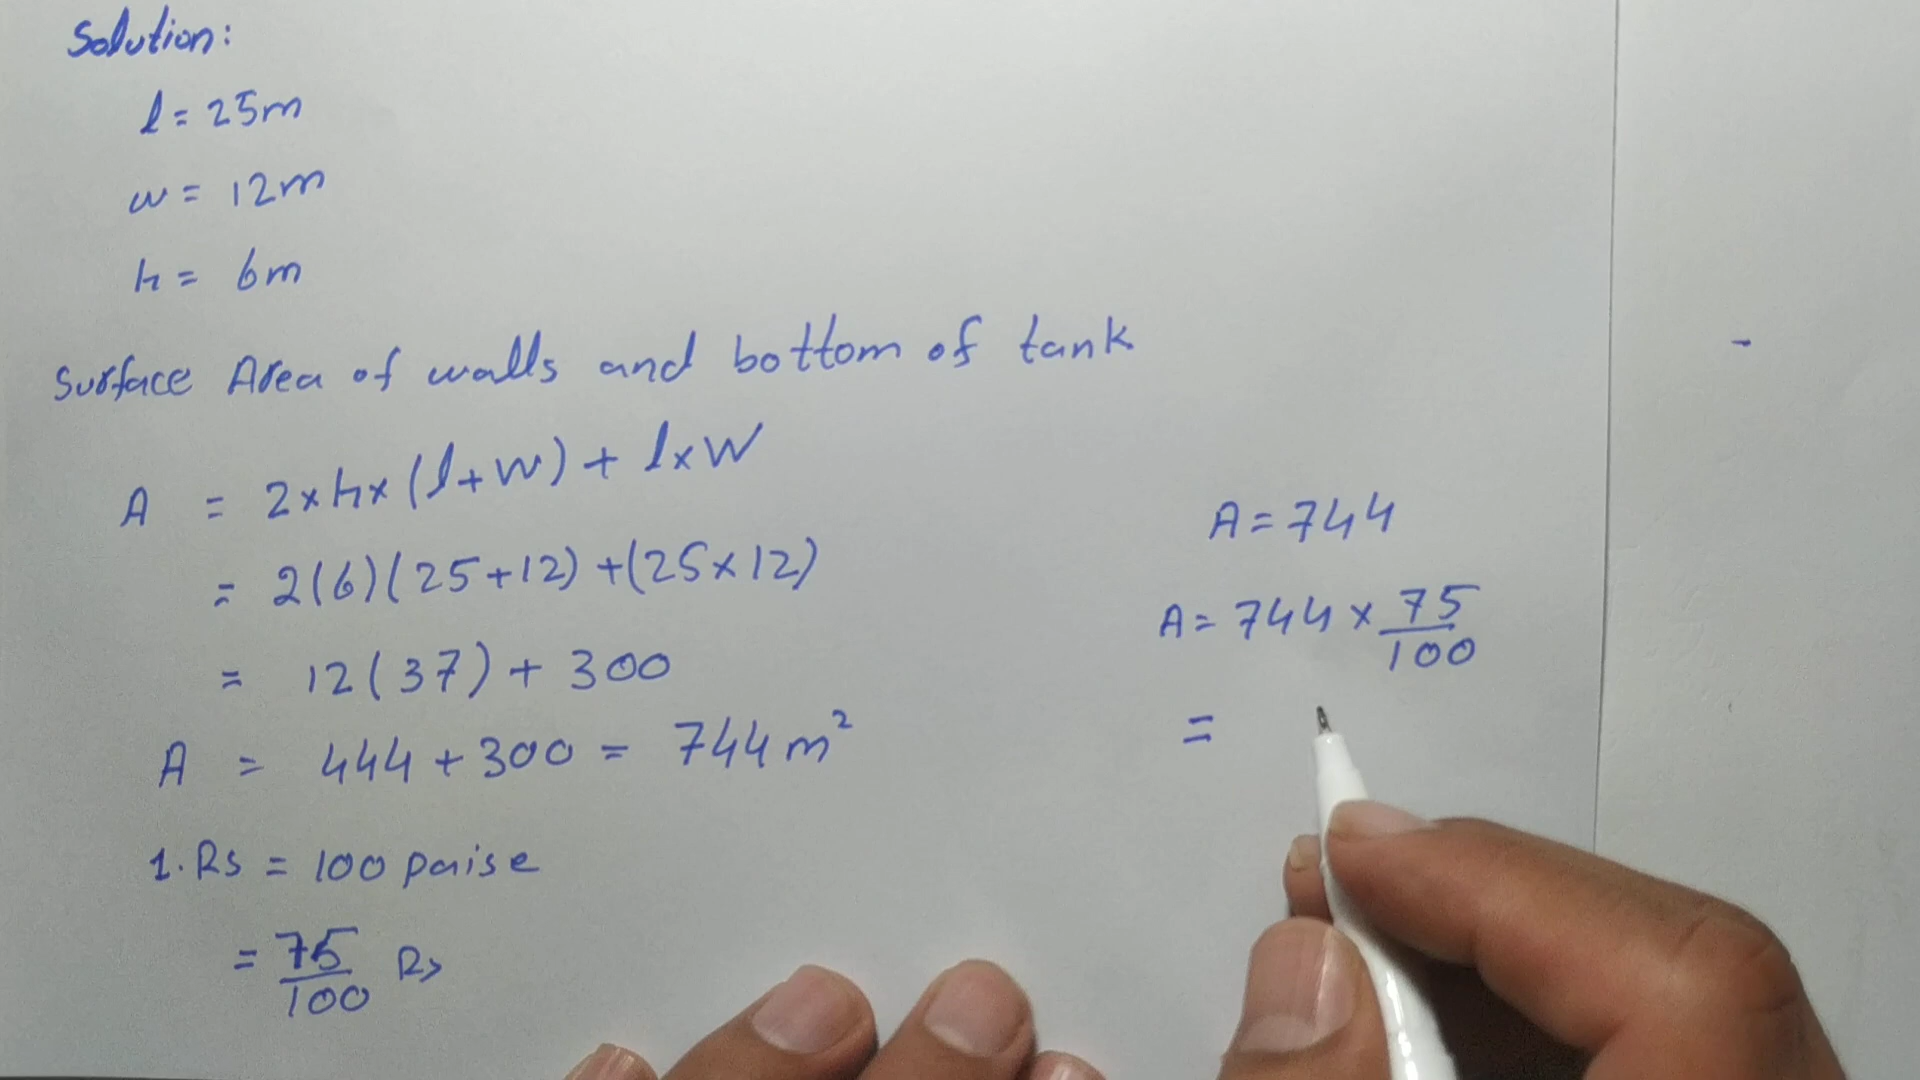 Solution:
l = 25m
w = 12m
h = 6m
Surface Area of walls and bottom of tank
A = 2×h×(l+w) + l×W
= 2(6)(25+12) +(25×12)
= 12(37) + 300
A = 444 + 300 = 744 m²
1. Rs = 100 paise
= 75/100 Rs
A = 744
A = 744 × 75/100
=